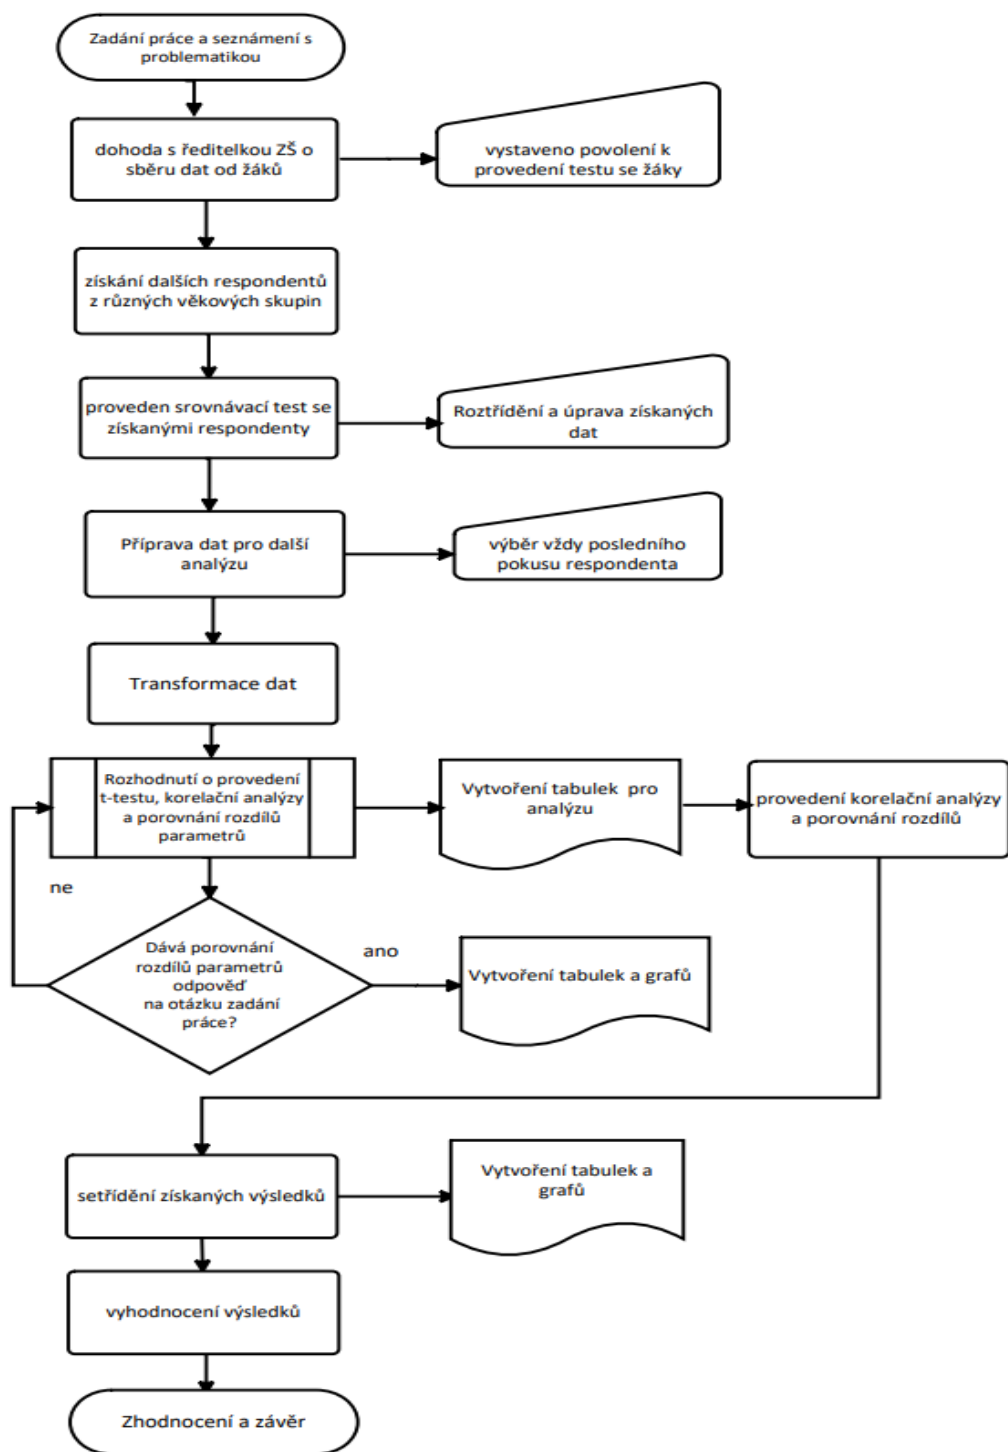 Zadání práce a seznámení s
problematikou
dohoda s ředitelkou ZŠ o
sběru dat od žáků
vystaveno povolení k
provedení testu se žáky
získání dalších respondentů
z různých věkových skupin
proveden srovnávací test se
získanými respondenty
Roztřídění a úprava získaných
dat
Příprava dat pro další
analýzu
výběr vždy posledního
pokusu respondenta
Transformace dat
Rozhodnutí o provedení
t-testu, korelační analýzy
a porovnání rozdílů
parametrů
Vytvoření tabulek pro
analýzu
provedení korelační analýzy
a porovnání rozdílů
ne
Dává porovnání
rozdílů parametrů
odpověď
na otázku zadání
práce?
ano
Vytvoření tabulek a grafů
setřídění získaných výsledků
Vytvoření tabulek a
grafů
vyhodnocení výsledků
Zhodnocení a závěr